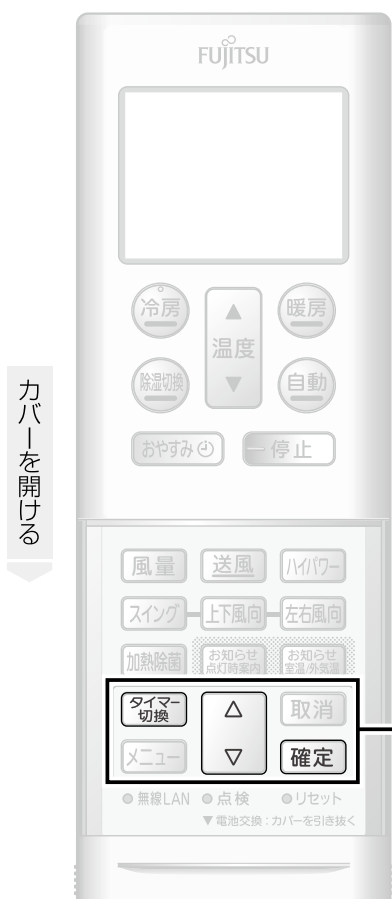 FUJITSU
冷房
▲
温度
▼
暖房
除湿切換
自動
おやすみ
停止
カバーを開ける
風量
送風
ハイパワー
スイング
上下風向
左右風向
加熱除菌
お知らせ
点灯時案内
お知らせ
室温/外気温
タイマー
切換
△
▽
取消
メニュー
確定
●無線LAN ●点検 ●リセット
▼電池交換:カバーを引き抜く